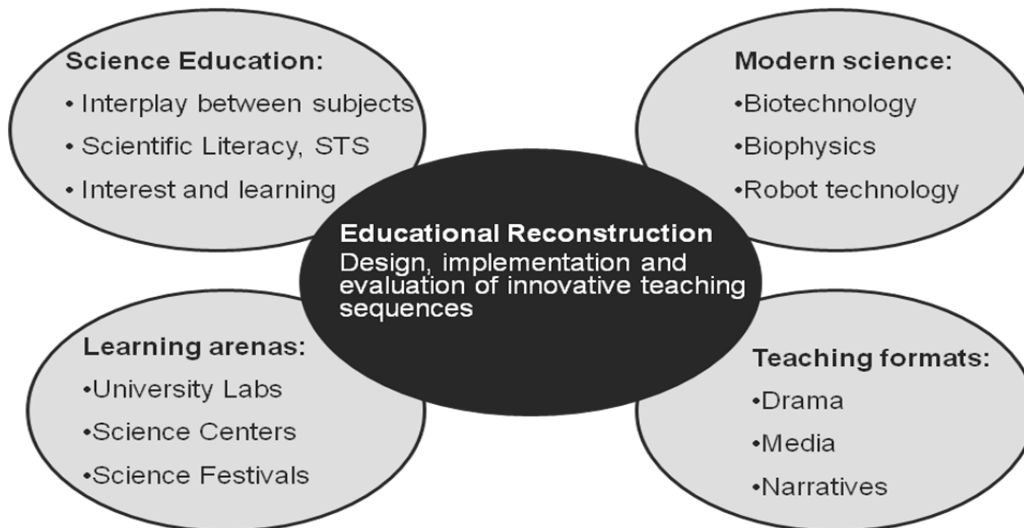 Science Education:
• Interplay between subjects
• Scientific Literacy, STS
• Interest and learning
Modern science:
•Biotechnology
•Biophysics
•Robot technology
Educational Reconstruction
Design, implementation and
evaluation of innovative teaching
sequences
Learning arenas:
•University Labs
•Science Centers
•Science Festivals
Teaching formats:
•Drama
•Media
•Narratives